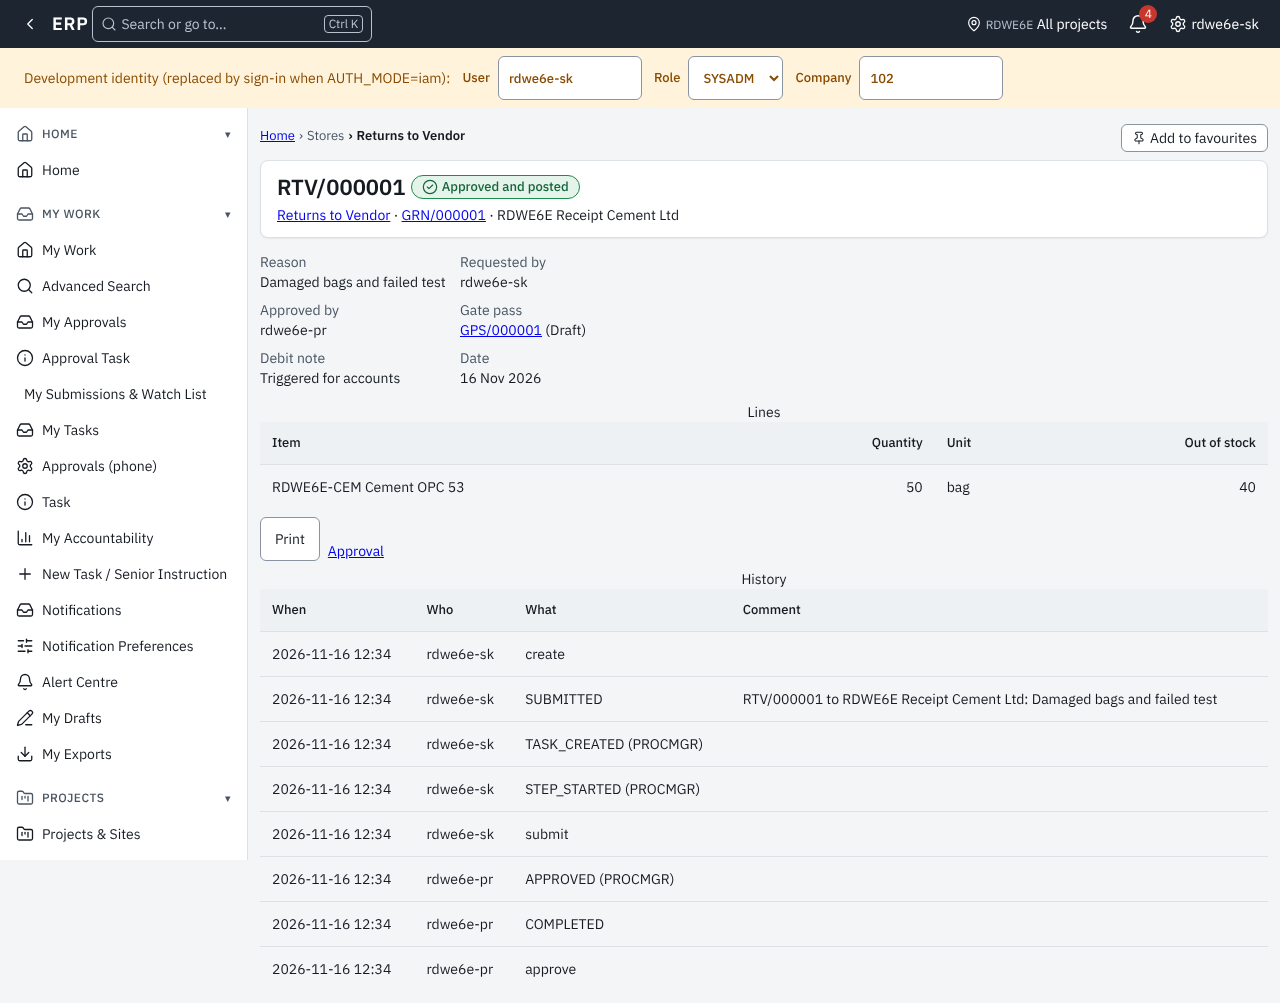 ERP
Search or go to...
Ctrl K
RDWE6E All projects
4
rdwe6e-sk
Development identity (replaced by sign-in when AUTH_MODE=iam):
User
rdwe6e-sk
Role
SYSADM
Company
102
HOME
Home
MY WORK
My Work
Advanced Search
My Approvals
Approval Task
My Submissions & Watch List
My Tasks
Approvals (phone)
Task
My Accountability
New Task / Senior Instruction
Notifications
Notification Preferences
Alert Centre
My Drafts
My Exports
PROJECTS
Projects & Sites
Home › Stores › Returns to Vendor
Add to favourites
RTV/000001
Approved and posted
Returns to Vendor · GRN/000001 · RDWE6E Receipt Cement Ltd
Reason
Damaged bags and failed test
Requested by
rdwe6e-sk
Approved by
rdwe6e-pr
Gate pass
GPS/000001 (Draft)
Debit note
Triggered for accounts
Date
16 Nov 2026
Lines
Item Quantity Unit Out of stock
RDWE6E-CEM Cement OPC 53 50 bag 40
Print
Approval
History
When Who What Comment
2026-11-16 12:34 rdwe6e-sk create
2026-11-16 12:34 rdwe6e-sk SUBMITTED RTV/000001 to RDWE6E Receipt Cement Ltd: Damaged bags and failed test
2026-11-16 12:34 rdwe6e-sk TASK_CREATED (PROCMGR)
2026-11-16 12:34 rdwe6e-sk STEP_STARTED (PROCMGR)
2026-11-16 12:34 rdwe6e-sk submit
2026-11-16 12:34 rdwe6e-pr APPROVED (PROCMGR)
2026-11-16 12:34 rdwe6e-pr COMPLETED
2026-11-16 12:34 rdwe6e-pr approve